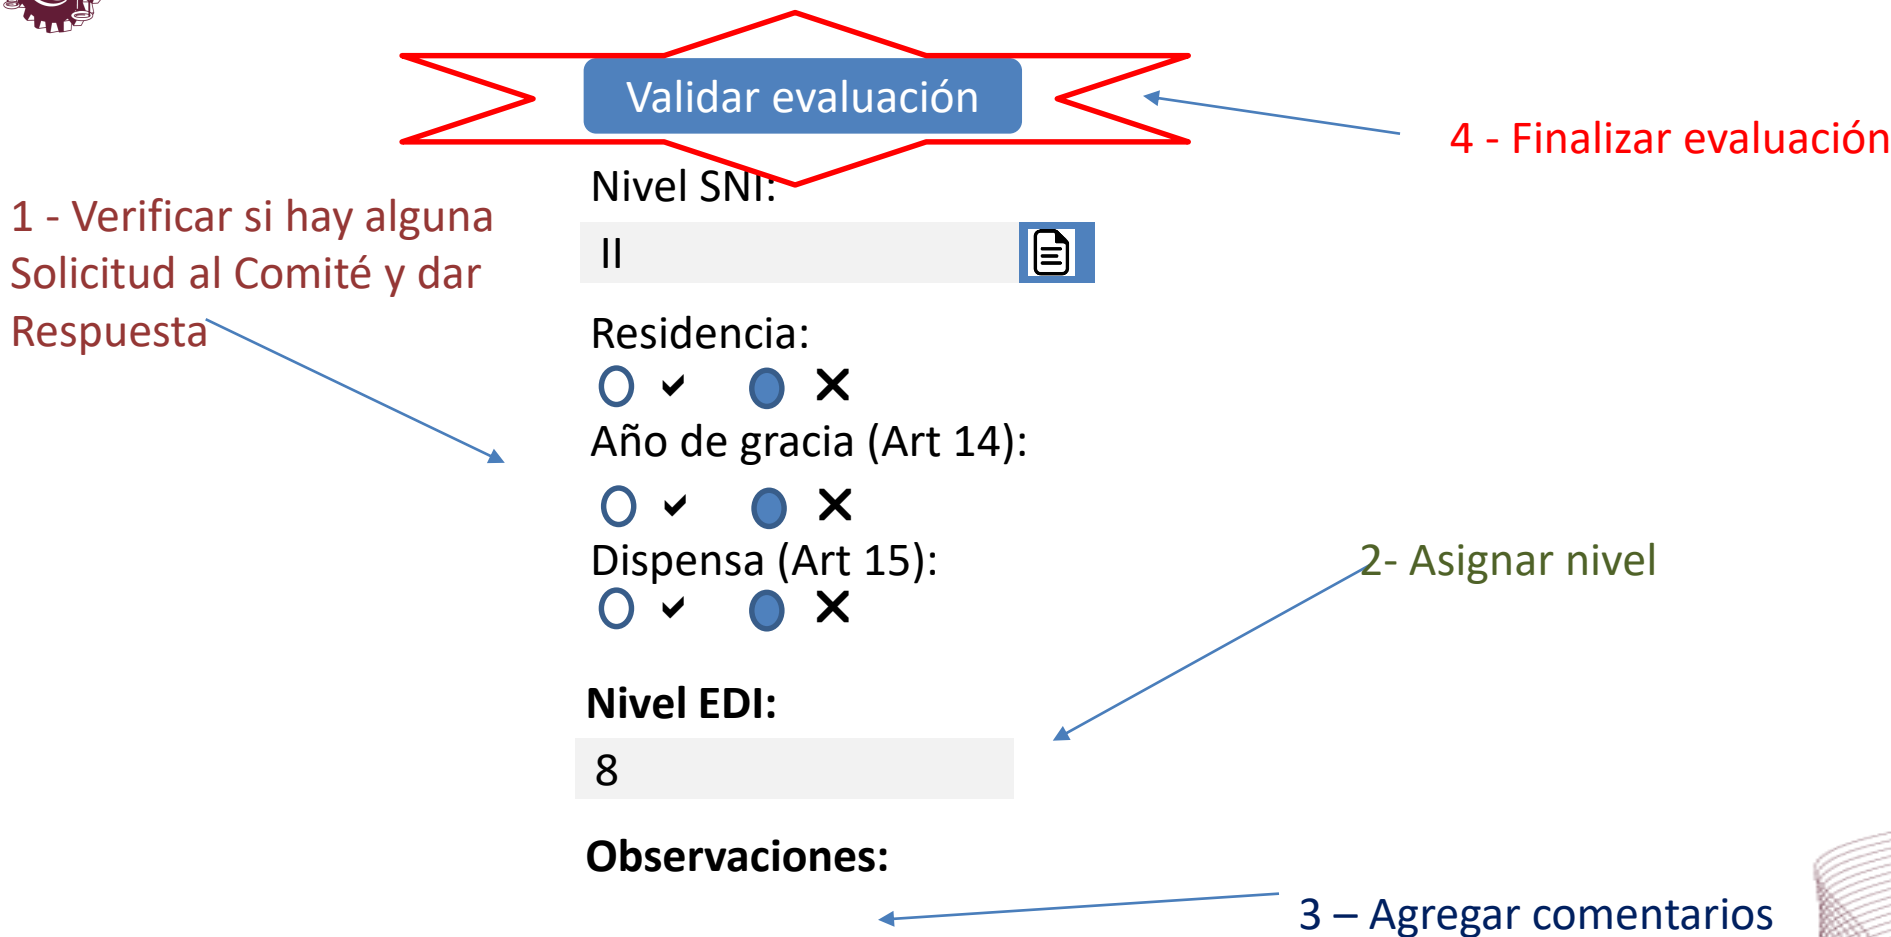 Validar evaluación
4 - Finalizar evaluación
Nivel SNI:
1 - Verificar si hay alguna
Solicitud al Comité y dar
Respuesta
II
Residencia:
Año de gracia (Art 14):
Dispensa (Art 15):
2- Asignar nivel
Nivel EDI:
8
Observaciones:
3 – Agregar comentarios